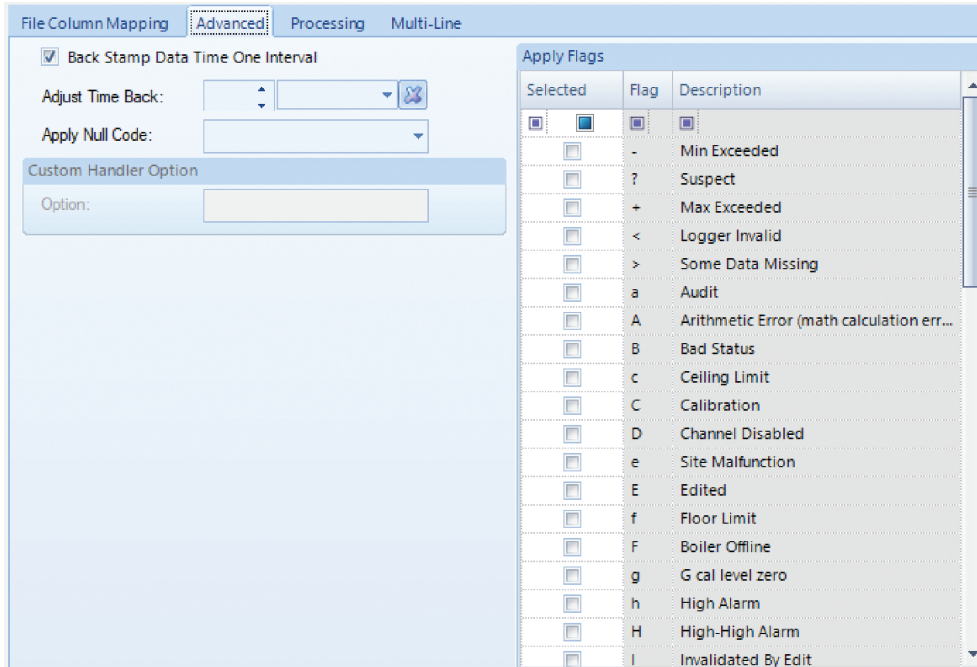 File Column Mapping Advanced Processing Multi-Line
Back Stamp Data Time One Interval
Adjust Time Back:
Apply Null Code:
Custom Handler Option
Option:
Apply Flags
Selected Flag Description
- Min Exceeded
? Suspect
+ Max Exceeded
< Logger Invalid
> Some Data Missing
a Audit
A Arithmetic Error (math calculation err...
B Bad Status
c Ceiling Limit
C Calibration
D Channel Disabled
e Site Malfunction
E Edited
f Floor Limit
F Boiler Offline
g G cal level zero
h High Alarm
H High-High Alarm
I Invalidated By Edit